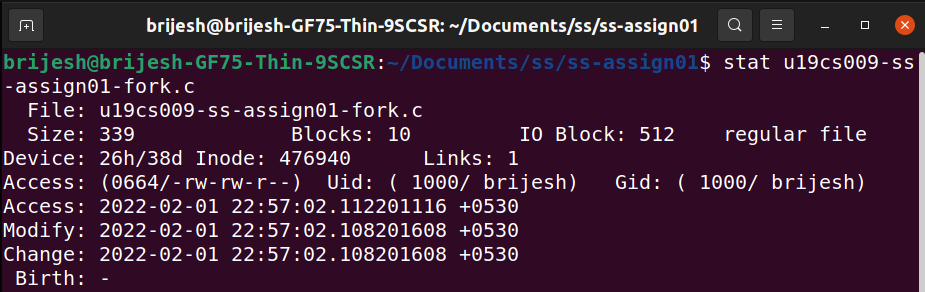 brijesh@brijesh-GF75-Thin-9SCSR: ~/Documents/ss/ss-assign01
brijesh@brijesh-GF75-Thin-9SCSR:~/Documents/ss/ss-assign01$ stat u19cs009-ss
-assign01-fork.c
  File: u19cs009-ss-assign01-fork.c
  Size: 339             Blocks: 10         IO Block: 512    regular file
Device: 26h/38d Inode: 476940      Links: 1
Access: (0664/-rw-rw-r--)  Uid: ( 1000/ brijesh)   Gid: ( 1000/ brijesh)
Access: 2022-02-01 22:57:02.112201116 +0530
Modify: 2022-02-01 22:57:02.108201608 +0530
Change: 2022-02-01 22:57:02.108201608 +0530
 Birth: -